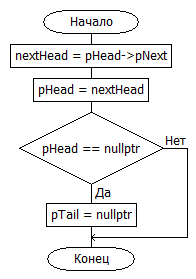 Начало
nextHead = pHead->pNext
pHead = nextHead
pHead == nullptr
Нет
Да
pTail = nullptr
Конец